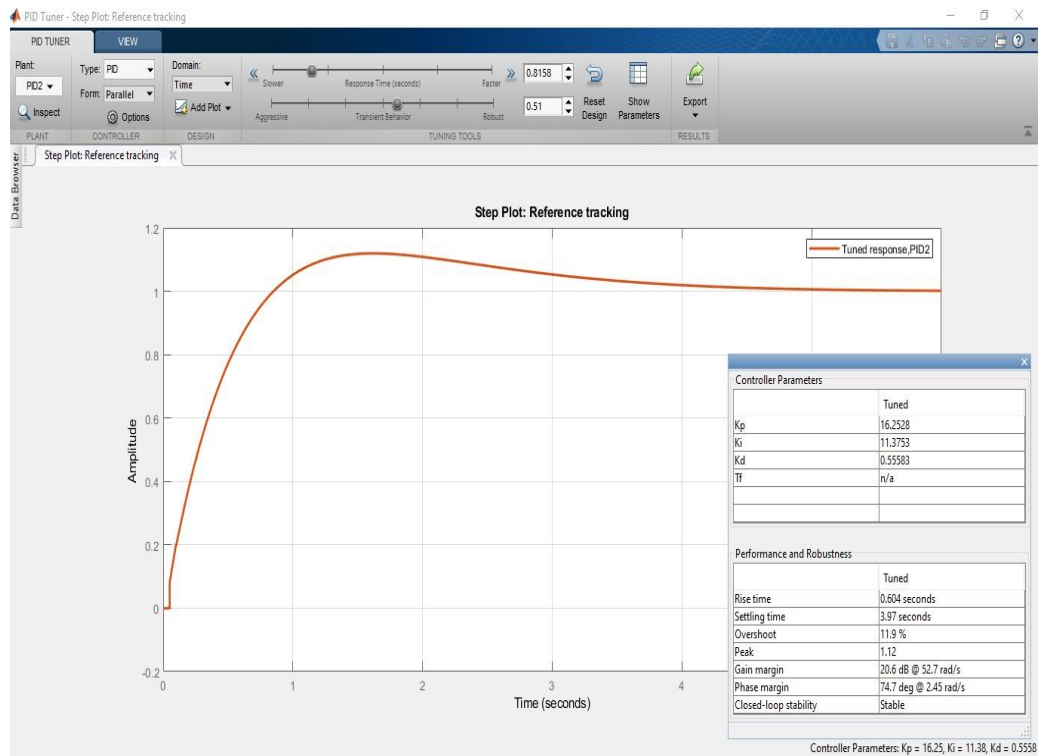 PID Tuner - Step Plot: Reference tracking
PID TUNER VIEW
Plant: Type: PID Domain: Slower Response Time (seconds) Faster 0.8158
PID2 Form: Parallel Time
Inspect Options Add Plot Aggressive Transient Behavior Robust 0.51 Reset Design Show Parameters Export
PLANT CONTROLLER DESIGN TUNING TOOLS RESULTS
Data Browser
Step Plot: Reference tracking
Step Plot: Reference tracking
Tuned response,PID2
1.2
1
0.8
0.6
0.4
0.2
0
-0.2
Amplitude
0 1 2 3 4
Time (seconds)
Controller Parameters
Tuned
Kp 16.2528
Ki 11.3753
Kd 0.55583
Tf n/a
Performance and Robustness
Tuned
Rise time 0.604 seconds
Settling time 3.97 seconds
Overshoot 11.9 %
Peak 1.12
Gain margin 20.6 dB @ 52.7 rad/s
Phase margin 74.7 deg @ 2.45 rad/s
Closed-loop stability Stable
Controller Parameters: Kp = 16.25, Ki = 11.38, Kd = 0.5558